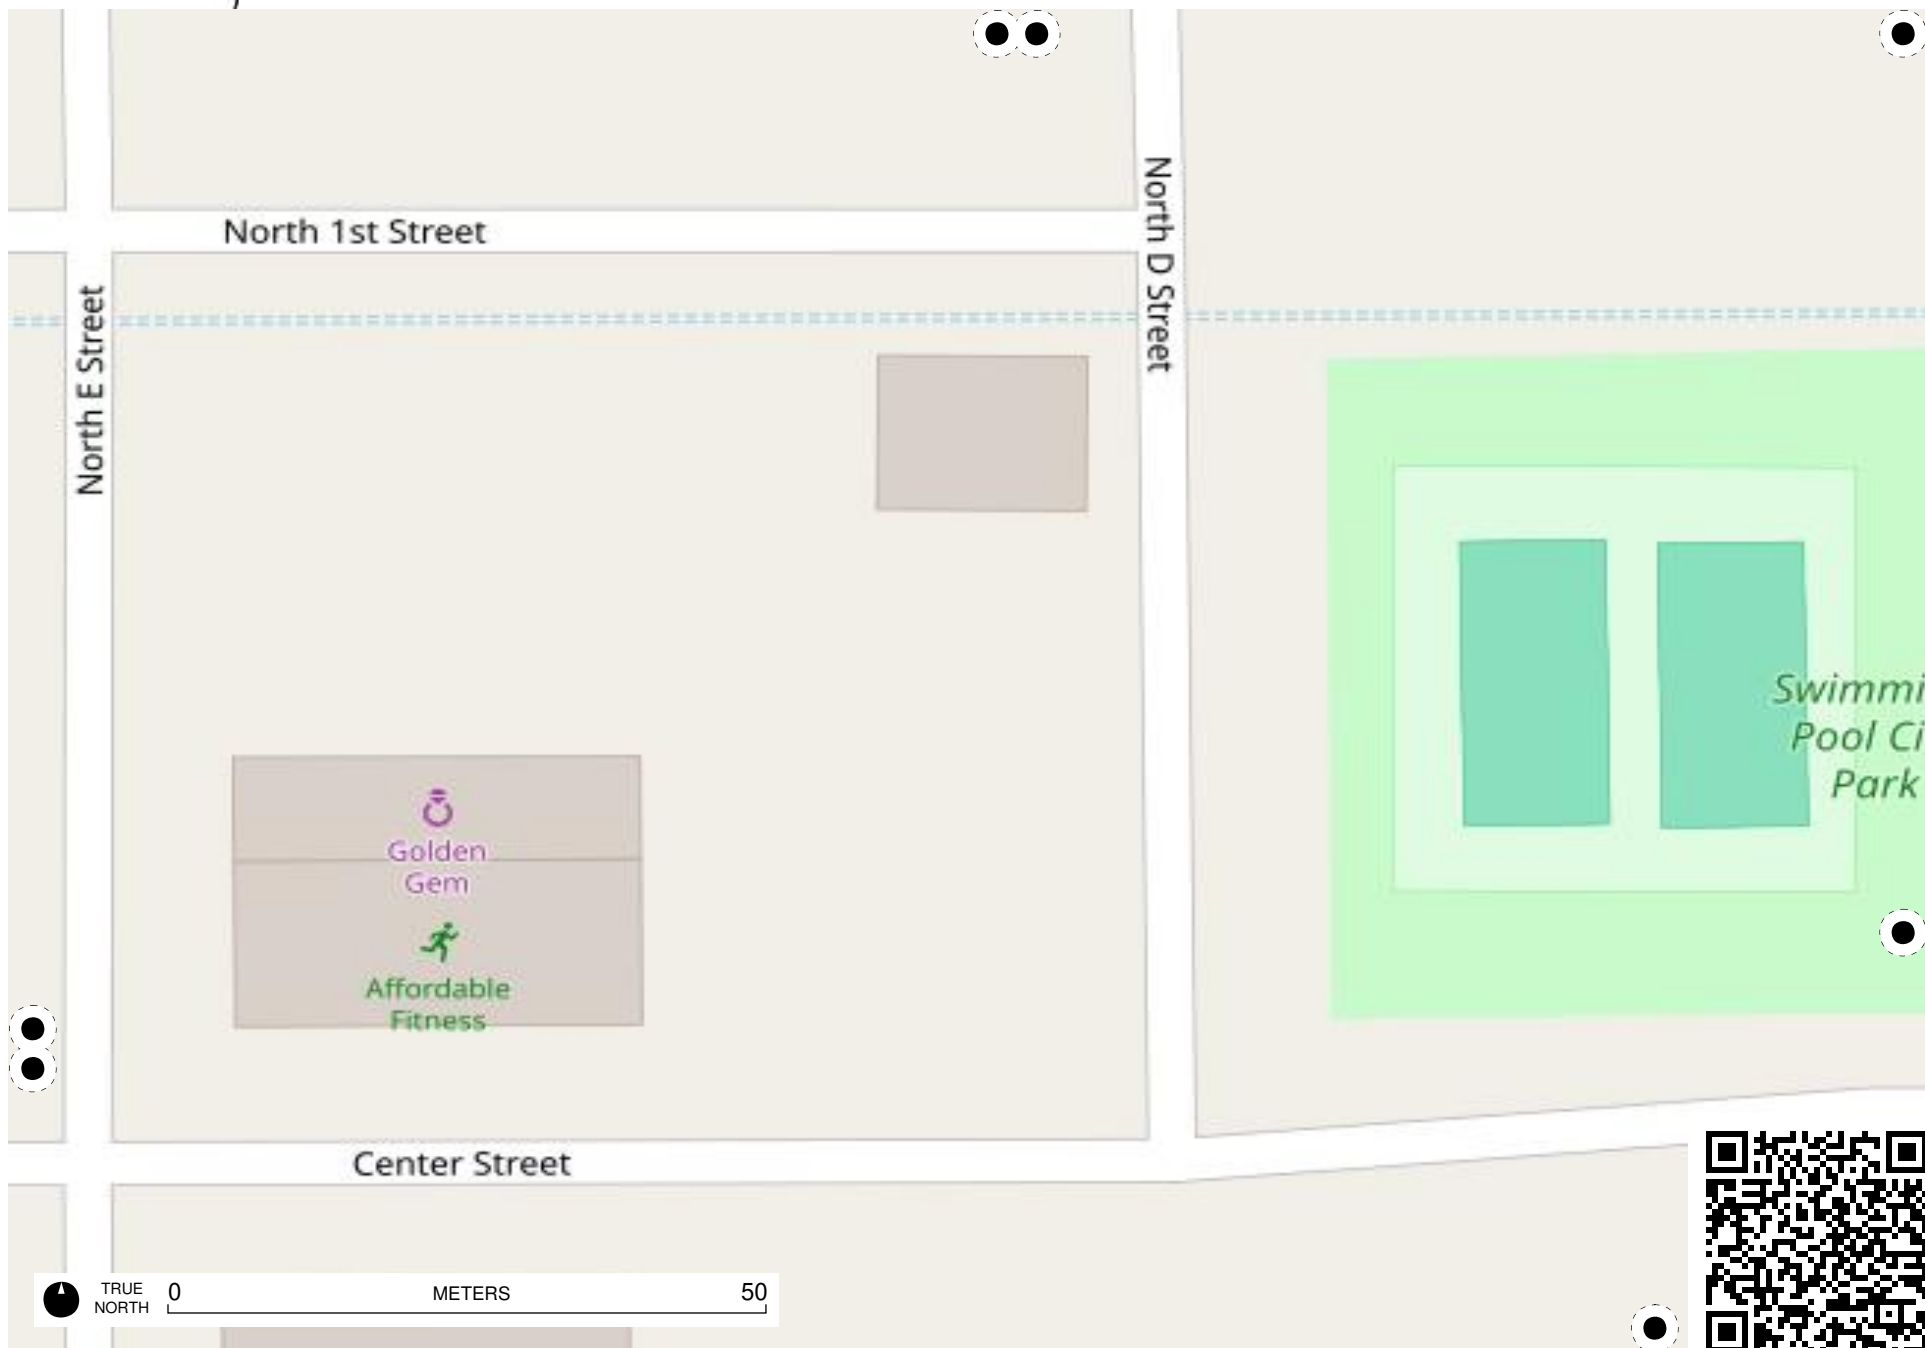 North 1st Street
North D Street
North E Street
Swimmi
Pool Ci
Park
Golden
Gem
Affordable
Fitness
Center Street
TRUE
NORTH
0
METERS
50